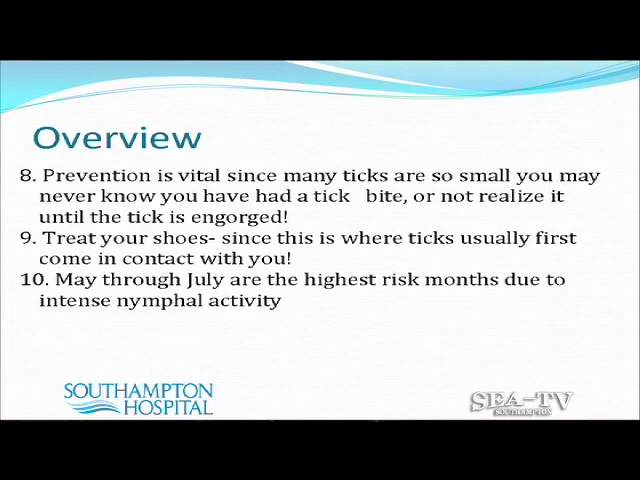 Overview
8. Prevention is vital since many ticks are so small you may
never know you have had a tick bite, or not realize it
until the tick is engorged!
9. Treat your shoes- since this is where ticks usually first
come in contact with you!
10. May through July are the highest risk months due to
intense nymphal activity
SOUTHAMPTON
HOSPITAL
SEA-TV
SOUTHAMPTON